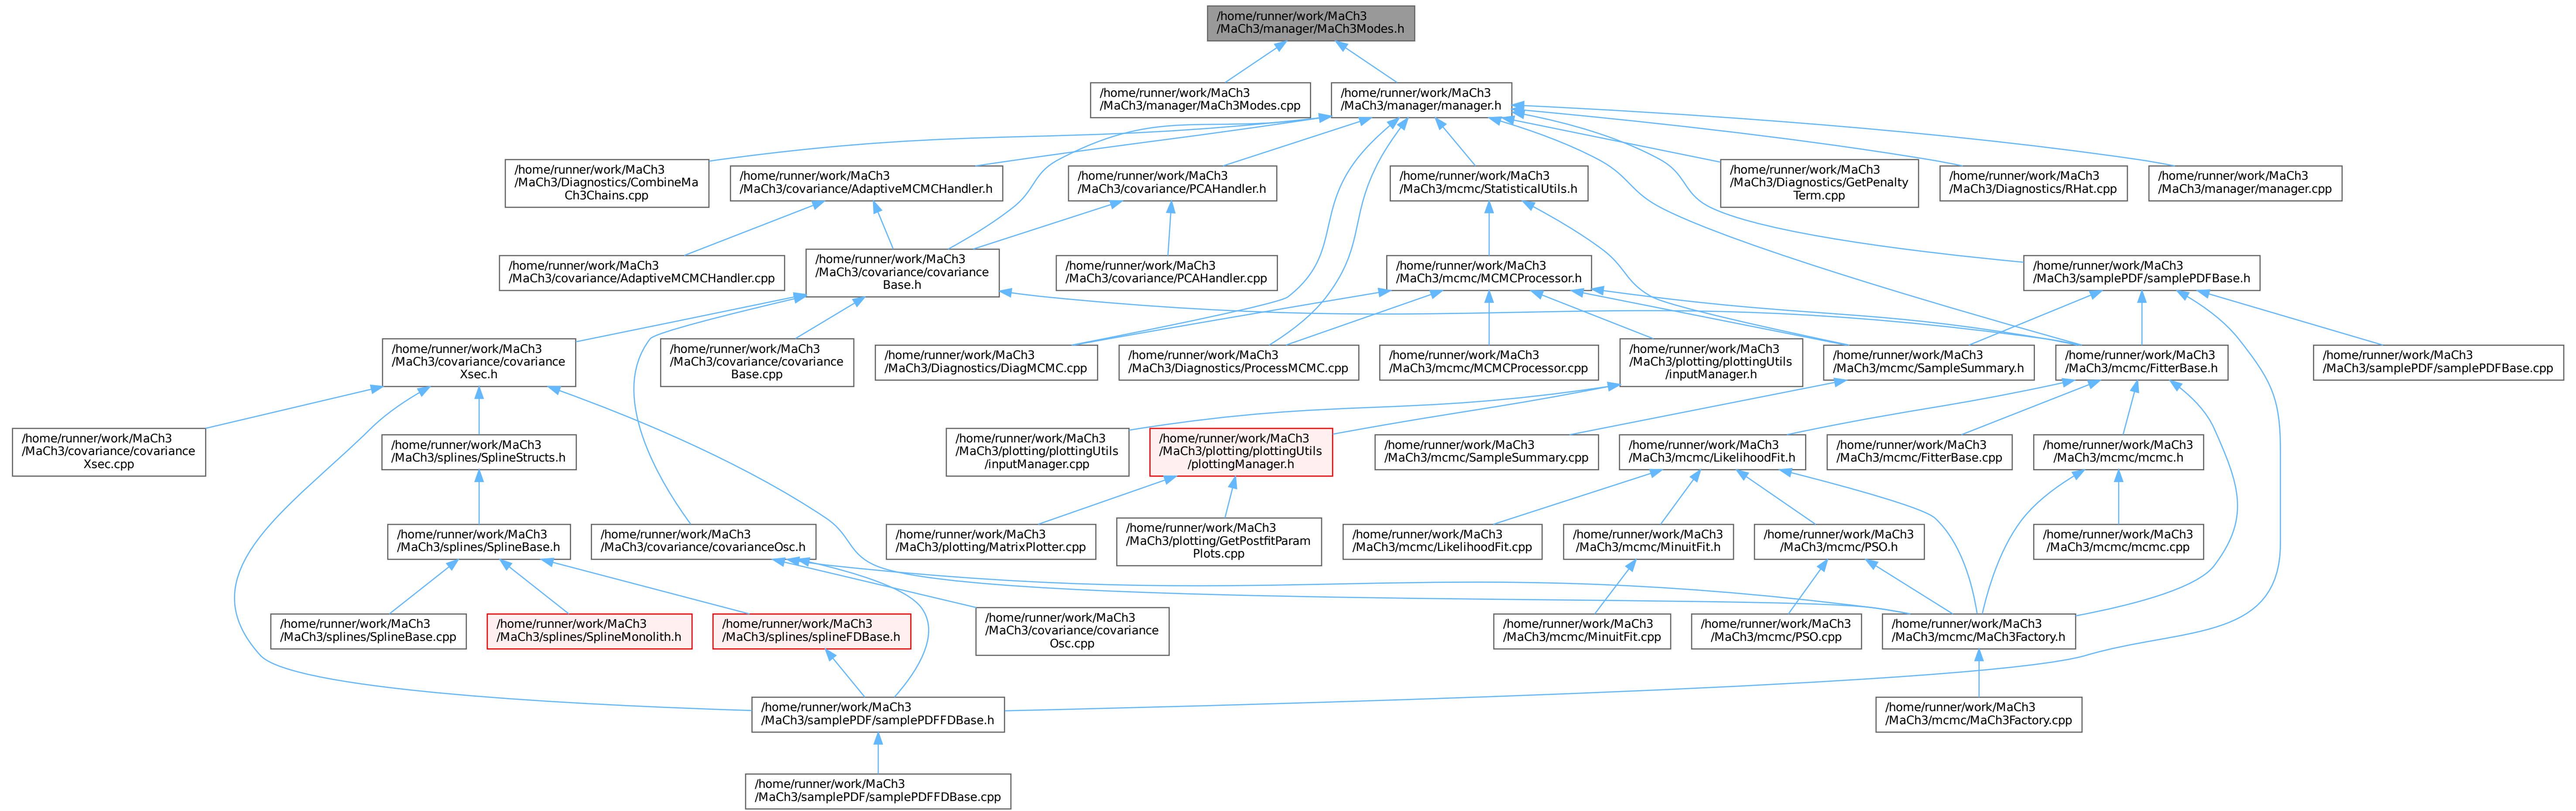 /home/runner/work/MaCh3
/MaCh3/manager/MaCh3Modes.h
/home/runner/work/MaCh3
/MaCh3/manager/MaCh3Modes.cpp
/home/runner/work/MaCh3
/MaCh3/manager/manager.h
/home/runner/work/MaCh3
/MaCh3/Diagnostics/CombineMa
Ch3Chains.cpp
/home/runner/work/MaCh3
/MaCh3/covariance/AdaptiveMCMCHandler.h
/home/runner/work/MaCh3
/MaCh3/covariance/PCAHandler.h
/home/runner/work/MaCh3
/MaCh3/mcmc/StatisticalUtils.h
/home/runner/work/MaCh3
/MaCh3/Diagnostics/GetPenalty
Term.cpp
/home/runner/work/MaCh3
/MaCh3/Diagnostics/RHat.cpp
/home/runner/work/MaCh3
/MaCh3/manager/manager.cpp
/home/runner/work/MaCh3
/MaCh3/covariance/AdaptiveMCMCHandler.cpp
/home/runner/work/MaCh3
/MaCh3/covariance/covariance
Base.h
/home/runner/work/MaCh3
/MaCh3/covariance/PCAHandler.cpp
/home/runner/work/MaCh3
/MaCh3/mcmc/MCMCProcessor.h
/home/runner/work/MaCh3
/MaCh3/samplePDF/samplePDFBase.h
/home/runner/work/MaCh3
/MaCh3/covariance/covariance
Xsec.h
/home/runner/work/MaCh3
/MaCh3/covariance/covariance
Base.cpp
/home/runner/work/MaCh3
/MaCh3/Diagnostics/DiagMCMC.cpp
/home/runner/work/MaCh3
/MaCh3/Diagnostics/ProcessMCMC.cpp
/home/runner/work/MaCh3
/MaCh3/mcmc/MCMCProcessor.cpp
/home/runner/work/MaCh3
/MaCh3/plotting/plottingUtils
/inputManager.h
/home/runner/work/MaCh3
/MaCh3/mcmc/SampleSummary.h
/home/runner/work/MaCh3
/MaCh3/mcmc/FitterBase.h
/home/runner/work/MaCh3
/MaCh3/samplePDF/samplePDFBase.cpp
/home/runner/work/MaCh3
/MaCh3/covariance/covariance
Xsec.cpp
/home/runner/work/MaCh3
/MaCh3/splines/SplineStructs.h
/home/runner/work/MaCh3
/MaCh3/plotting/plottingUtils
/inputManager.cpp
/home/runner/work/MaCh3
/MaCh3/plotting/plottingUtils
/plottingManager.h
/home/runner/work/MaCh3
/MaCh3/mcmc/SampleSummary.cpp
/home/runner/work/MaCh3
/MaCh3/mcmc/LikelihoodFit.h
/home/runner/work/MaCh3
/MaCh3/mcmc/FitterBase.cpp
/home/runner/work/MaCh3
/MaCh3/mcmc/mcmc.h
/home/runner/work/MaCh3
/MaCh3/splines/SplineBase.h
/home/runner/work/MaCh3
/MaCh3/covariance/covarianceOsc.h
/home/runner/work/MaCh3
/MaCh3/plotting/MatrixPlotter.cpp
/home/runner/work/MaCh3
/MaCh3/plotting/GetPostfitParam
Plots.cpp
/home/runner/work/MaCh3
/MaCh3/mcmc/LikelihoodFit.cpp
/home/runner/work/MaCh3
/MaCh3/mcmc/MinuitFit.h
/home/runner/work/MaCh3
/MaCh3/mcmc/PSO.h
/home/runner/work/MaCh3
/MaCh3/mcmc/mcmc.cpp
/home/runner/work/MaCh3
/MaCh3/splines/SplineBase.cpp
/home/runner/work/MaCh3
/MaCh3/splines/SplineMonolith.h
/home/runner/work/MaCh3
/MaCh3/splines/splineFDBase.h
/home/runner/work/MaCh3
/MaCh3/covariance/covariance
Osc.cpp
/home/runner/work/MaCh3
/MaCh3/mcmc/MinuitFit.cpp
/home/runner/work/MaCh3
/MaCh3/mcmc/PSO.cpp
/home/runner/work/MaCh3
/MaCh3/mcmc/MaCh3Factory.h
/home/runner/work/MaCh3
/MaCh3/samplePDF/samplePDFFDBase.h
/home/runner/work/MaCh3
/MaCh3/mcmc/MaCh3Factory.cpp
/home/runner/work/MaCh3
/MaCh3/samplePDF/samplePDFFDBase.cpp